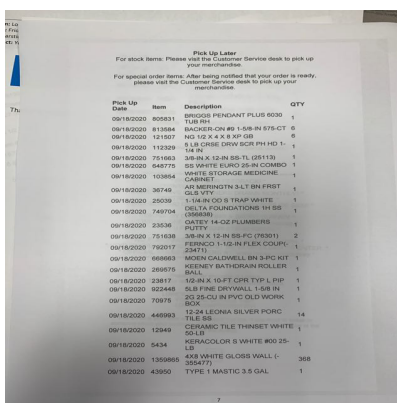 Pick Up Later
For stock items: Please visit the Customer Service desk to pick up
your merchandise.
For special order items: After being notified that your order is ready,
please visit the Customer Service desk to pick up your
merchandise.
Pick Up Date Item Description QTY
09/18/2020 805831 BRIGGS PENDANT PLUS 6030 TUB RH 1
09/18/2020 813584 BACKER-ON #9 1-5/8-IN 575-CT 6
09/18/2020 121507 NG 1/2 X 4 X 8 XP GB 6
09/18/2020 112329 5 LB CRSE DRW SCR PH HD 1-1/4 IN 1
09/18/2020 751663 3/8-IN X 12-IN SS-TL (25113) 1
09/18/2020 648775 SS WHITE EURO 25-IN COMBO 1
09/18/2020 103854 WHITE STORAGE MEDICINE CABINET 1
09/18/2020 38749 AR MERINGTN 3-LT BN FRST GLS VTY 1
09/18/2020 25039 1-1/4-IN OD S TRAP WHITE 1
09/18/2020 749704 DELTA FOUNDATIONS 1H SS (356838) 1
09/18/2020 23536 OATEY 14-OZ PLUMBERS PUTTY 1
09/18/2020 751638 3/8-IN X 12-IN SS-FC (76301) 2
09/18/2020 792017 FERNCO 1-1/2-IN FLEX COUP(-23471) 1
09/18/2020 668663 MOEN CALDWELL BN 3-PC KIT 1
09/18/2020 269875 KEENEY BATHDRAIN ROLLER BALL 1
09/18/2020 23817 1/2-IN X 10-FT CPR TYP L PIP 1
09/18/2020 922448 5LB FINE DRYWALL 1-5/8 IN 1
09/18/2020 70975 2G 25-CU IN PVC OLD WORK BOX 1
09/18/2020 446993 12-24 LEONIA SILVER PORC TILE SS 14
09/18/2020 12949 CERAMIC TILE THINSET WHITE 50-LB 1
09/18/2020 5434 KERACOLOR S WHITE #00 25-LB 1
09/18/2020 1359865 4X8 WHITE GLOSS WALL (-355477) 368
09/18/2020 43950 TYPE 1 MASTIC 3.5 GAL 1
7